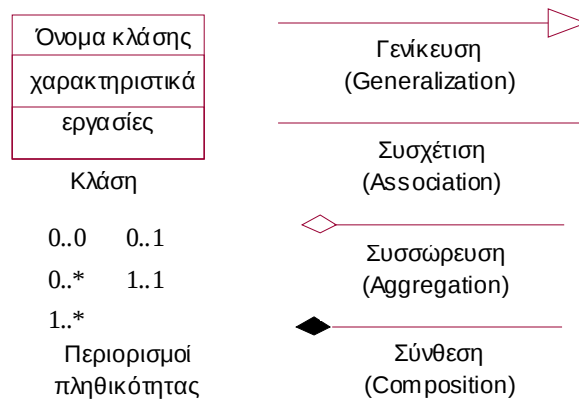 Όνομα κλάσης
χαρακτηριστικά
εργασίες
Κλάση
0..0 0..1
0..* 1..1
1..*
Περιορισμοί
πληθικότητας
Γενίκευση
(Generalization)
Συσχέτιση
(Association)
Συσσώρευση
(Aggregation)
Σύνθεση
(Composition)